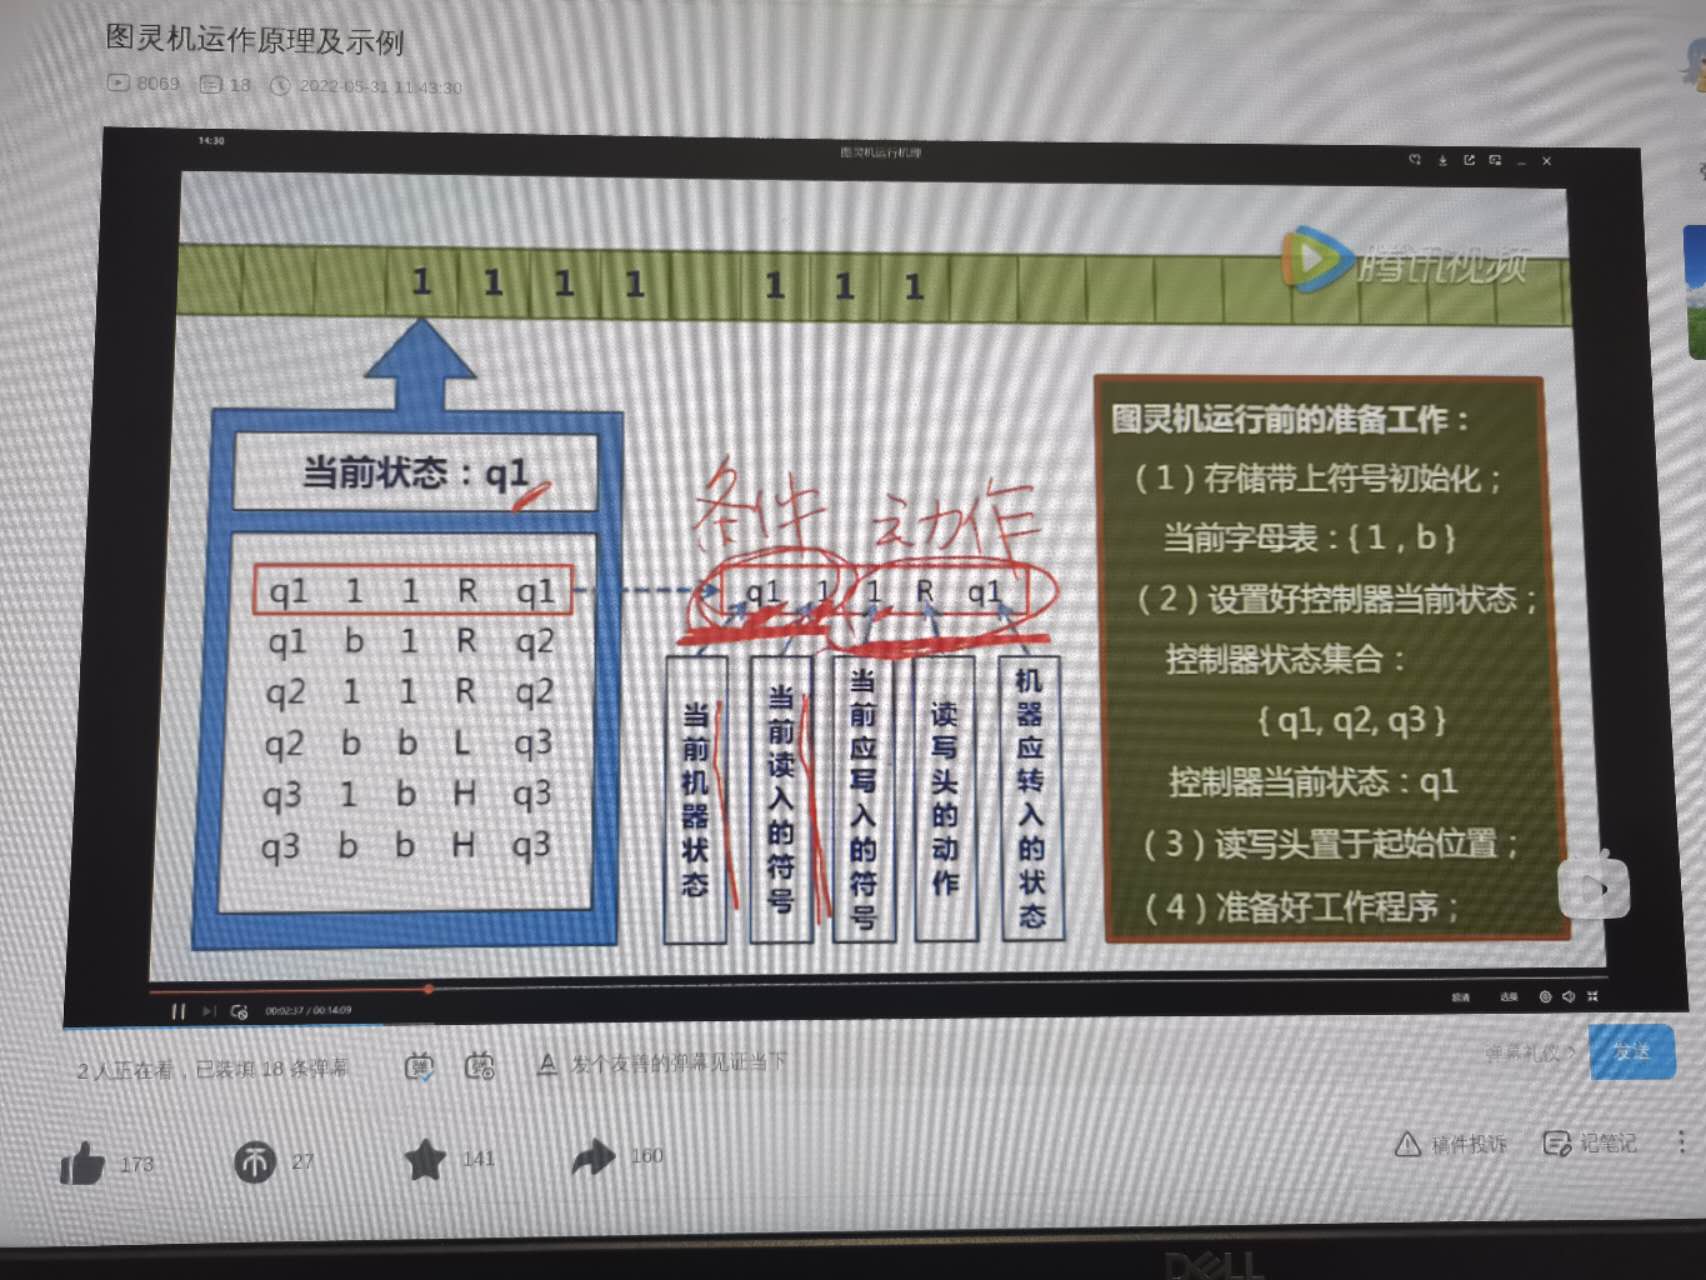 图灵机运作原理及示例
8069 18 2022-05-31 11:43:30
14:30
图灵机运行机理
腾讯视频
1 1 1 1 1 1 1
当前状态：q1
q1 1 1 R q1
q1 b 1 R q2
q2 1 1 R q2
q2 b b L q3
q3 1 b H q3
q3 b b H q3
条件 动作
q1 1 1 R q1
当前机器状态
当前读入的符号
当前应写入的符号
读写头的动作
机器应转入的状态
图灵机运行前的准备工作：
（1）存储带上符号初始化；
当前字母表：{1，b}
（2）设置好控制器当前状态；
控制器状态集合：
{q1, q2, q3}
控制器当前状态：q1
（3）读写头置于起始位置；
（4）准备好工作程序；
00:02:37 / 00:14:09
超清 选集
2人正在看，已装填 18 条弹幕
弹 弹 A 发个友善的弹幕见证当下
弹幕礼仪 >
发送
173 27 141 160
稿件投诉 记笔记
DELL